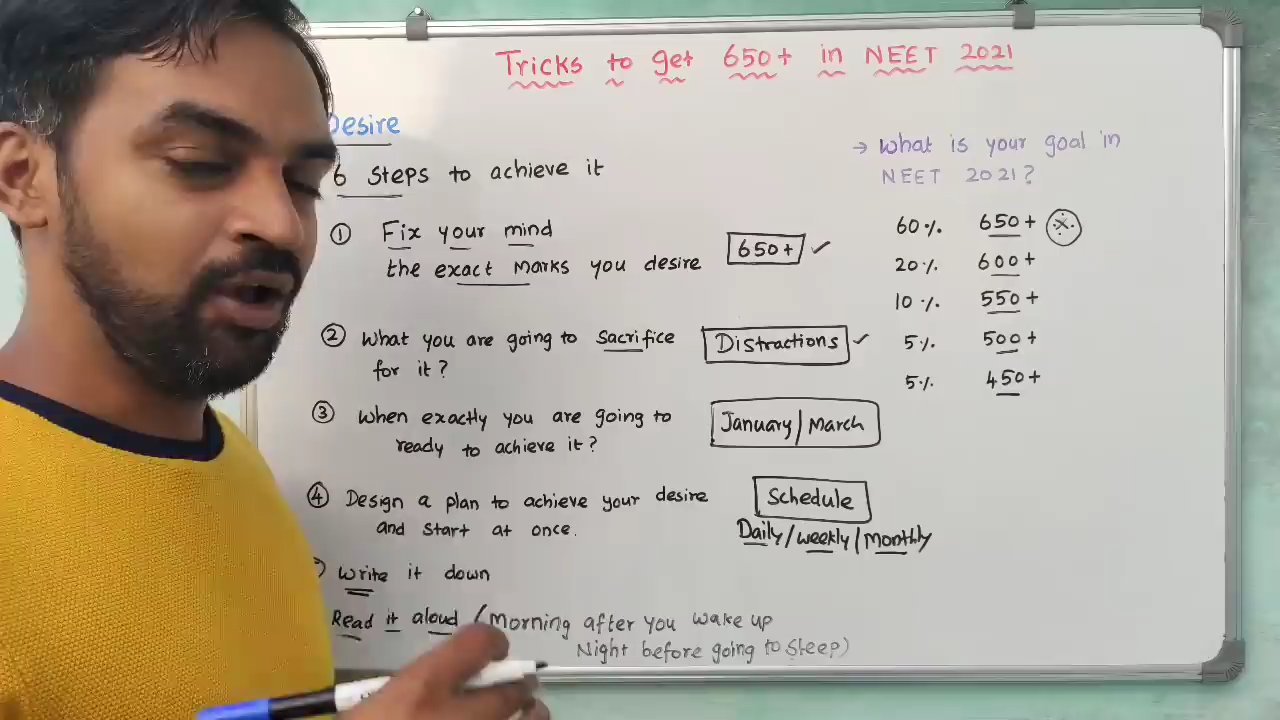 Tricks to get 650+ in NEET 2021
Desire
6 Steps to achieve it
① Fix your mind
the exact marks you desire 650+ ✓
② What you are going to sacrifice
for it? Distractions ✓
③ When exactly you are going to
ready to achieve it? January/March
④ Design a plan to achieve your desire
and start at once. Schedule
Daily/weekly/Monthly
Write it down
Read it aloud (Morning after you wake up
Night before going to sleep)
→ What is your goal in
NEET 2021?
60% 650+
20% 600+
10% 550+
5% 500+
5% 450+